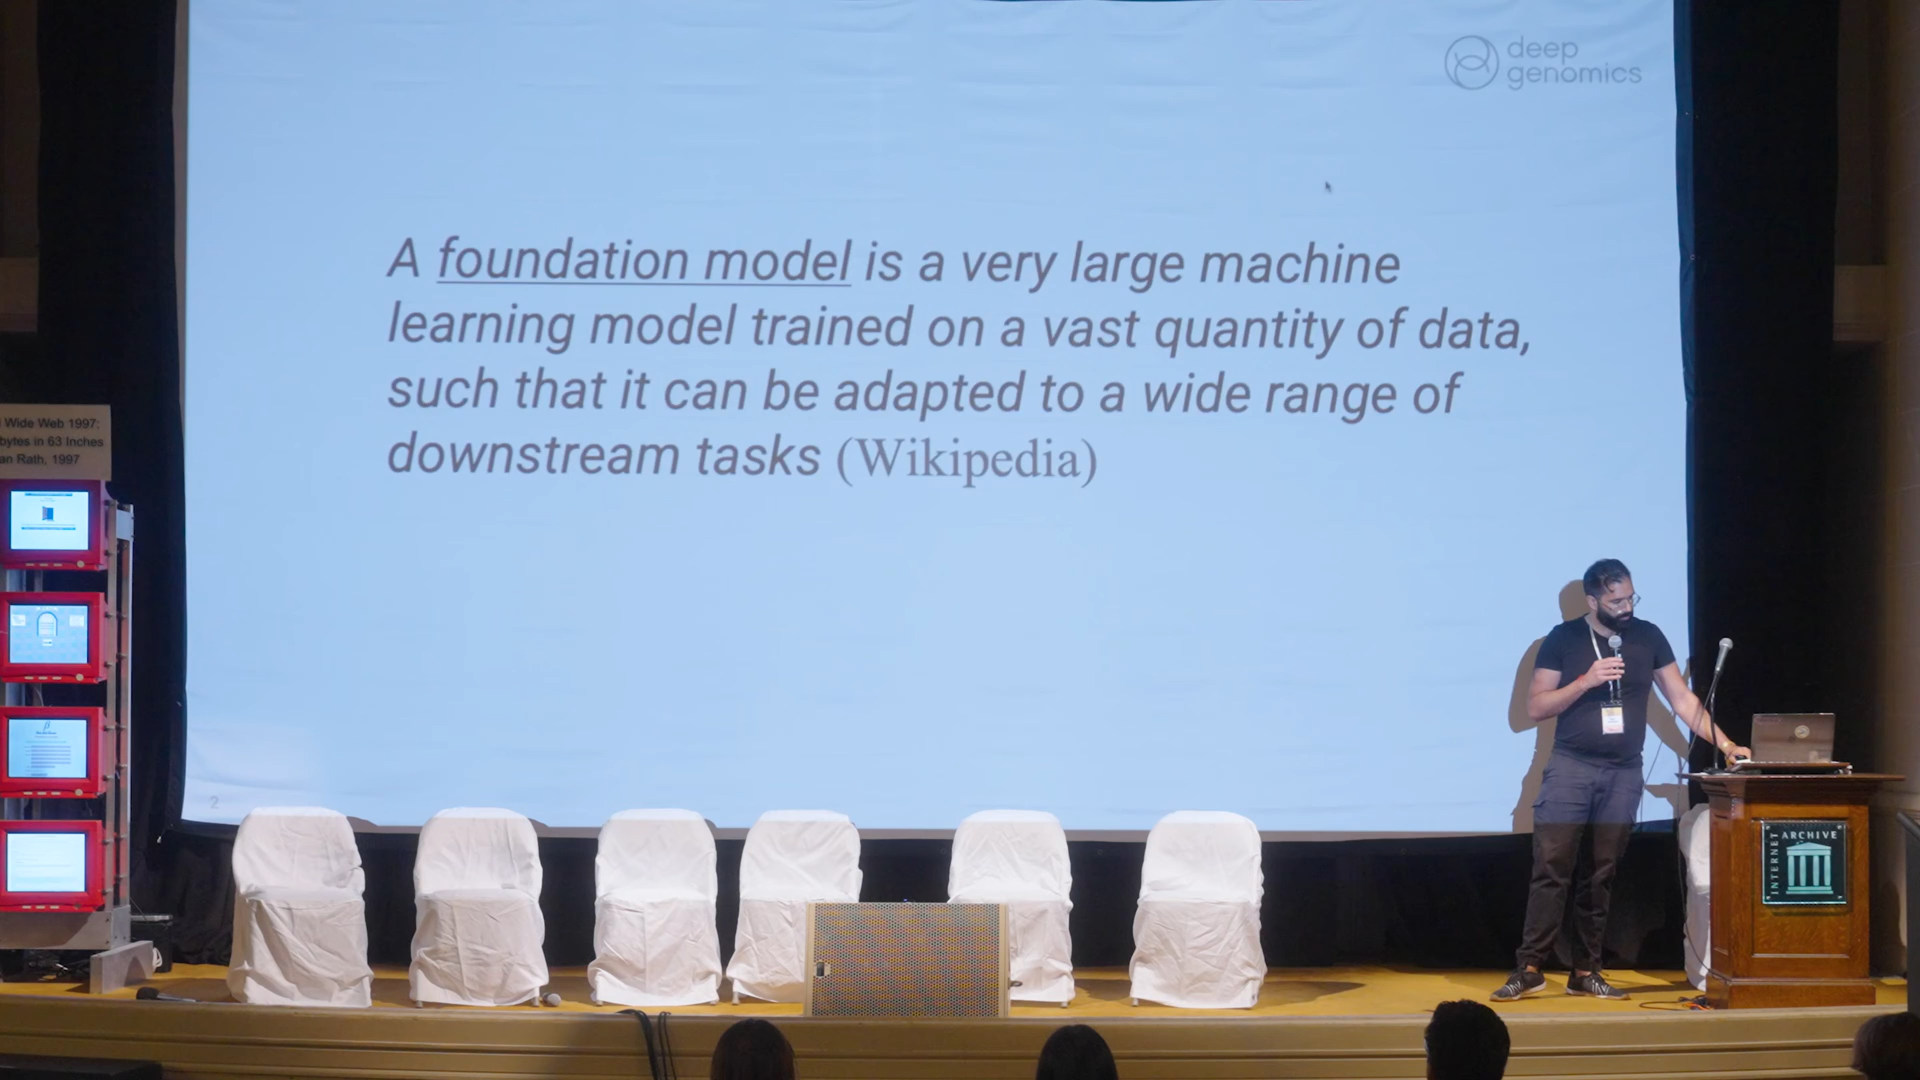 deep
genomics
A foundation model is a very large machine
learning model trained on a vast quantity of data,
such that it can be adapted to a wide range of
downstream tasks (Wikipedia)
2
Wide Web 1997:
bytes in 63 Inches
an Rath, 1997
INTERNET
ARCHIVE